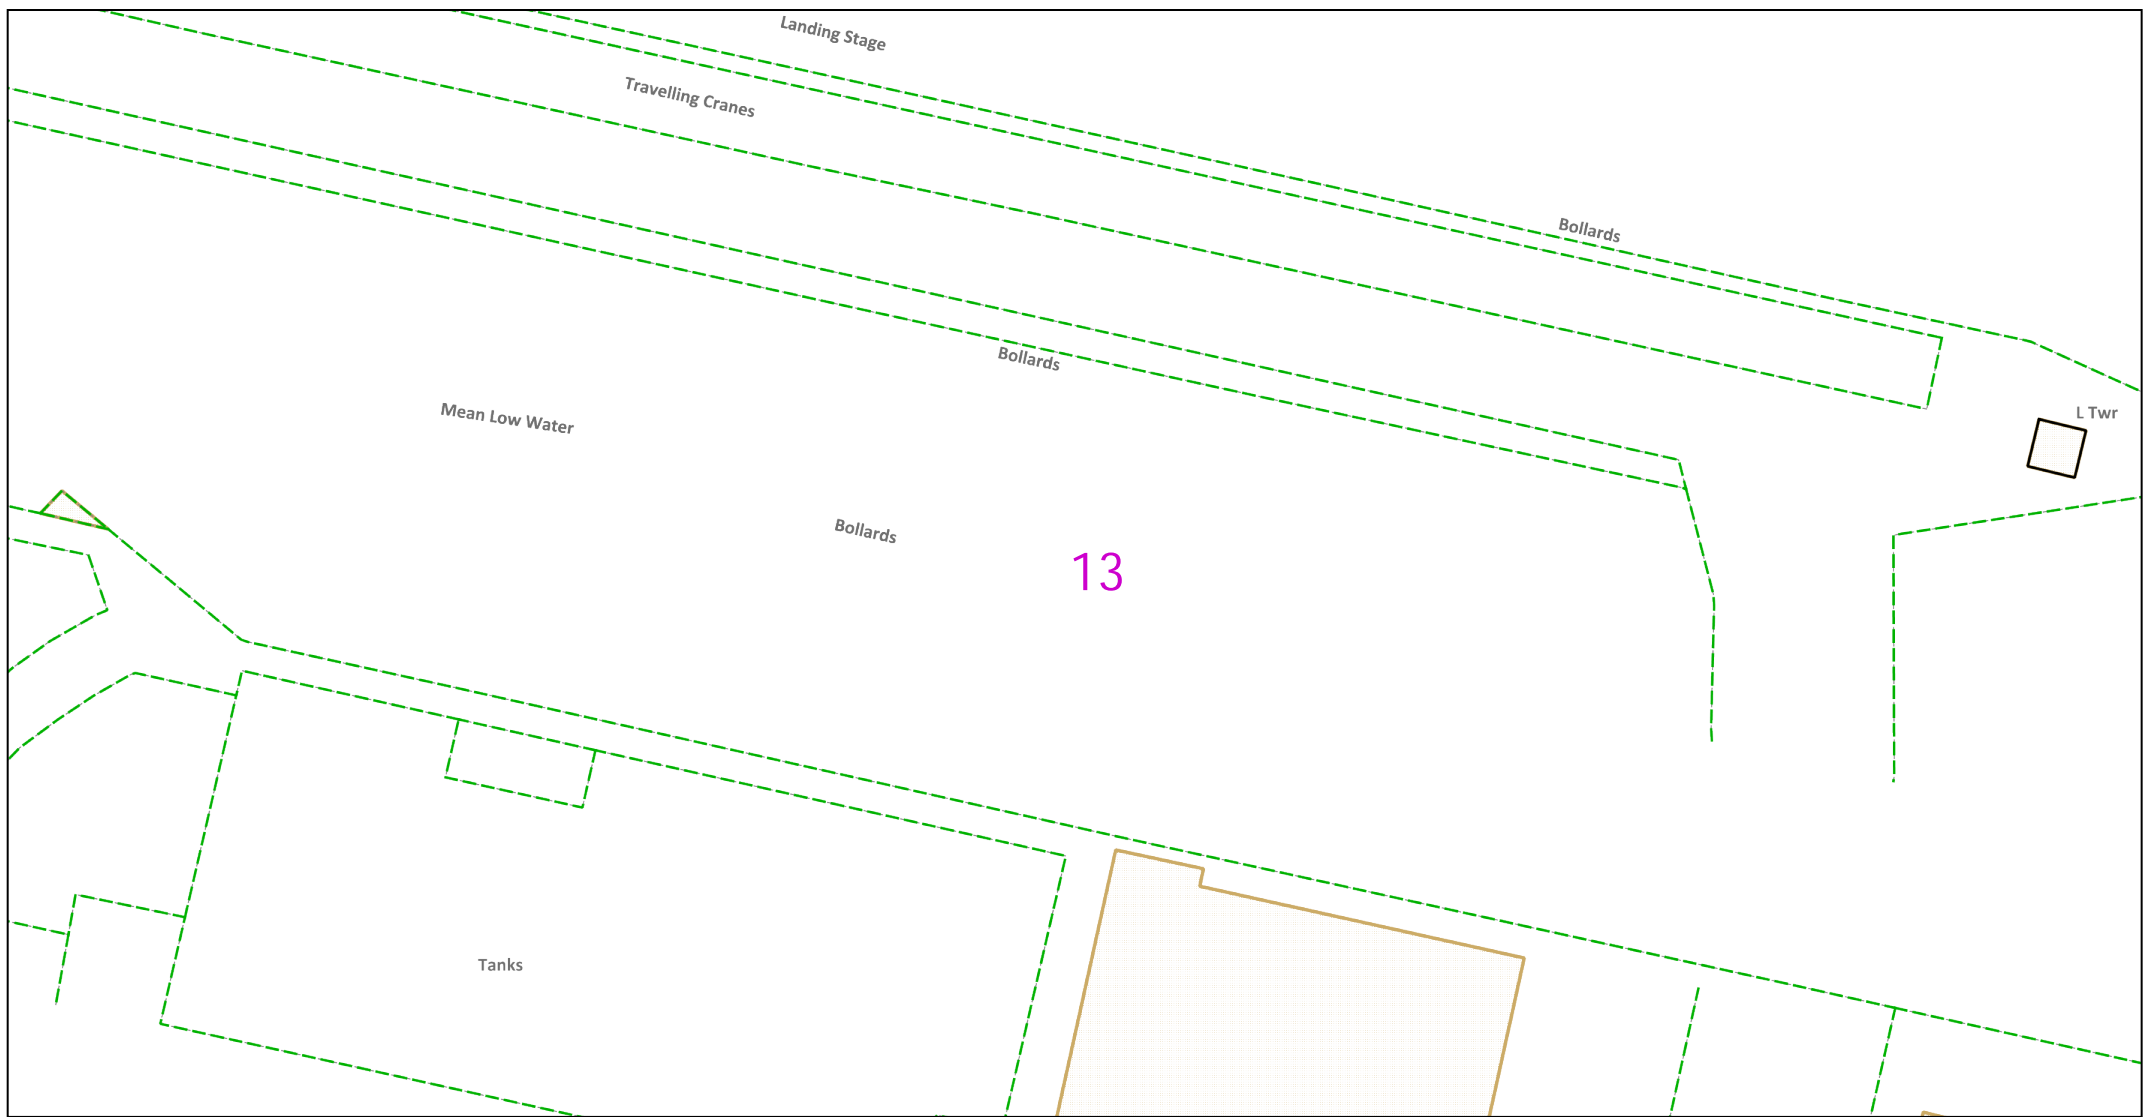 Landing Stage
Travelling Cranes
Bollards
Bollards
L Twr
Mean Low Water
Bollards
13
Tanks